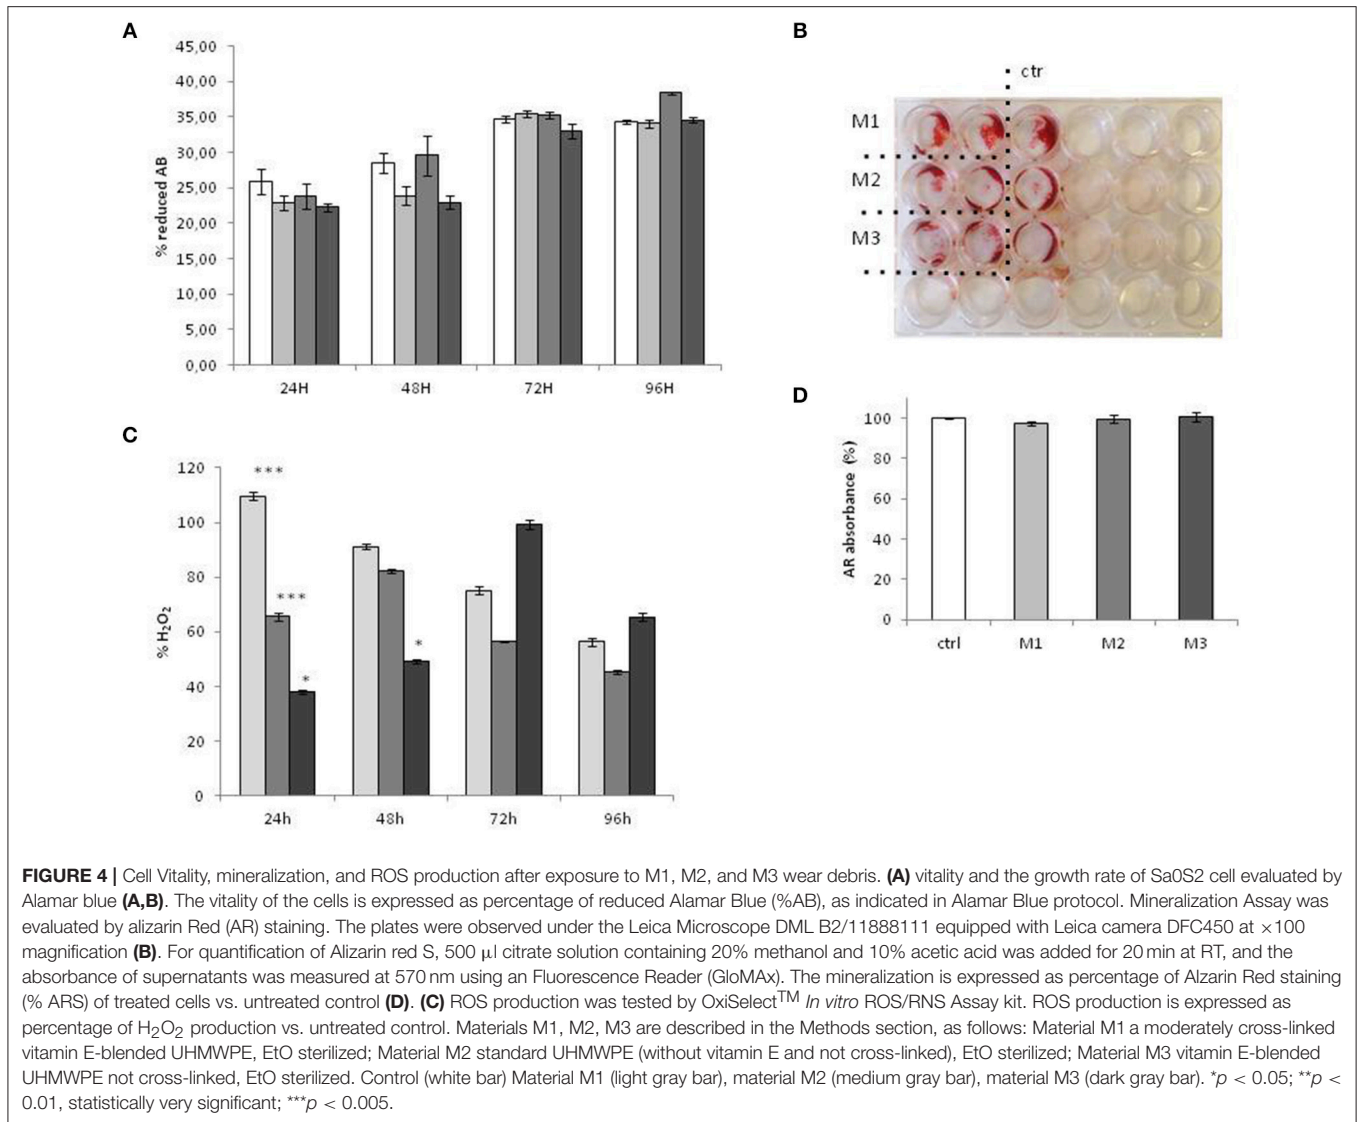 A
45,00
40,00
35,00
30,00
25,00
20,00
15,00
10,00
5,00
0,00
% reduced AB
24H 48H 72H 96H
B
ctr
M1
M2
M3
C
120
100
80
60
40
20
0
% H2O2
***
***
*
*
24h 48h 72h 96h
D
100
80
60
40
20
0
AR absorbance (%)
ctrl M1 M2 M3
FIGURE 4 | Cell Vitality, mineralization, and ROS production after exposure to M1, M2, and M3 wear debris. (A) vitality and the growth rate of Sa0S2 cell evaluated by
Alamar blue (A,B). The vitality of the cells is expressed as percentage of reduced Alamar Blue (%AB), as indicated in Alamar Blue protocol. Mineralization Assay was
evaluated by alizarin Red (AR) staining. The plates were observed under the Leica Microscope DML B2/11888111 equipped with Leica camera DFC450 at ×100
magnification (B). For quantification of Alizarin red S, 500 μl citrate solution containing 20% methanol and 10% acetic acid was added for 20 min at RT, and the
absorbance of supernatants was measured at 570 nm using an Fluorescence Reader (GloMAx). The mineralization is expressed as percentage of Alzarin Red staining
(% ARS) of treated cells vs. untreated control (D). (C) ROS production was tested by OxiSelect™ In vitro ROS/RNS Assay kit. ROS production is expressed as
percentage of H2O2 production vs. untreated control. Materials M1, M2, M3 are described in the Methods section, as follows: Material M1 a moderately cross-linked
vitamin E-blended UHMWPE, EtO sterilized; Material M2 standard UHMWPE (without vitamin E and not cross-linked), EtO sterilized; Material M3 vitamin E-blended
UHMWPE not cross-linked, EtO sterilized. Control (white bar) Material M1 (light gray bar), material M2 (medium gray bar), material M3 (dark gray bar). *p < 0.05; **p <
0.01, statistically very significant; ***p < 0.005.